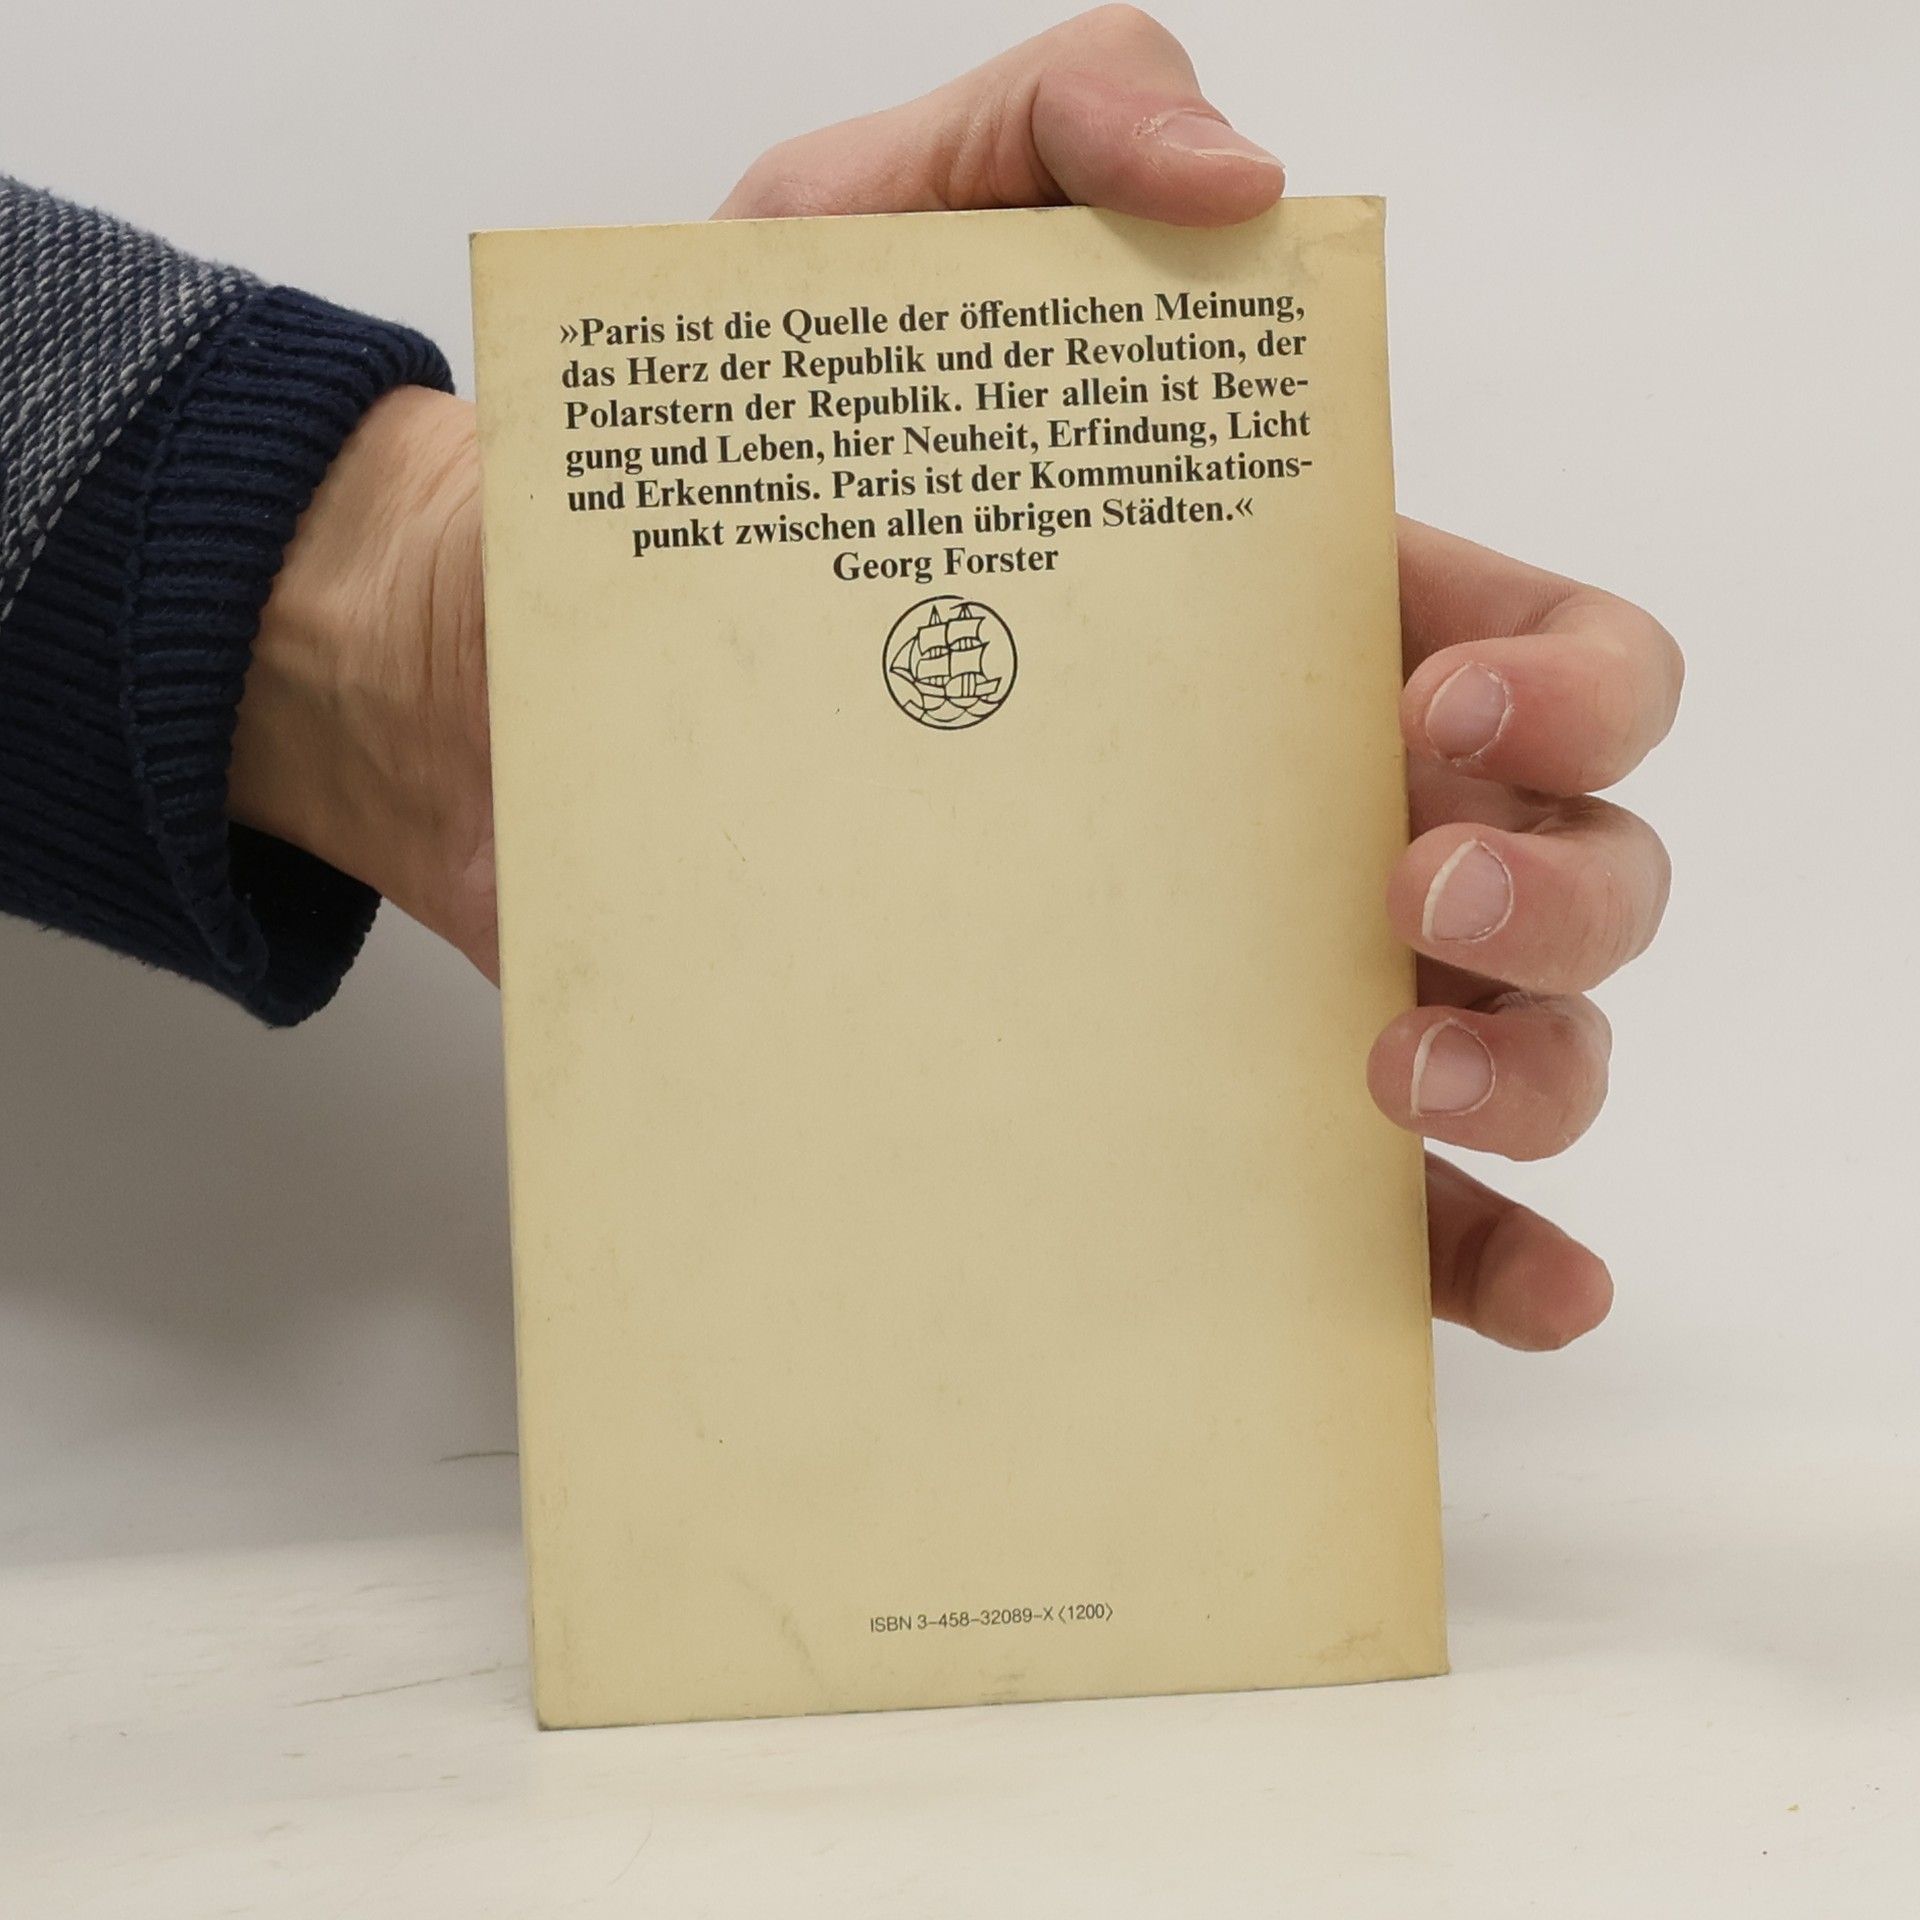 »Paris ist die Quelle der öffentlichen Meinung,
das Herz der Republik und der Revolution, der
Polarstern der Republik. Hier allein ist Bewe-
gung und Leben, hier Neuheit, Erfindung, Licht
und Erkenntnis. Paris ist der Kommunikations-
punkt zwischen allen übrigen Städten.«
Georg Forster
ISBN 3–458–32089–X ⟨1200⟩